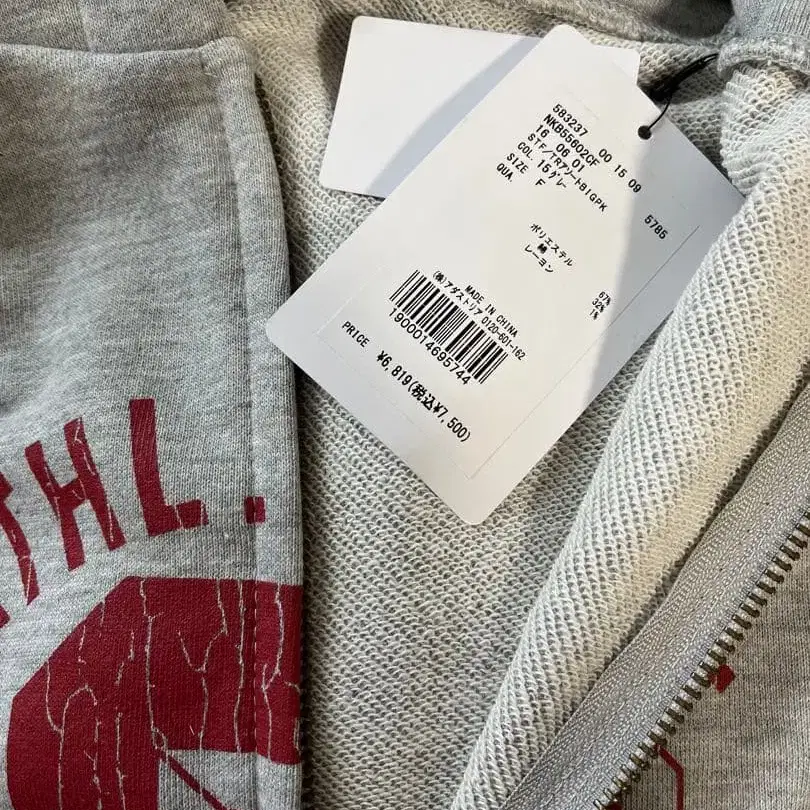 583237 00 15 09
NKB55602CF
16 06 01
STF/TRアソートBIGPK
COL. 15グレー 5785
SIZE F
QUA.
ポリエステル 67%
綿 32%
レーヨン 1%
MADE IN CHINA
(株)アダストリア 0120-601-162
1900014695744
PRICE ¥6,819(税込¥7,500)
THL.